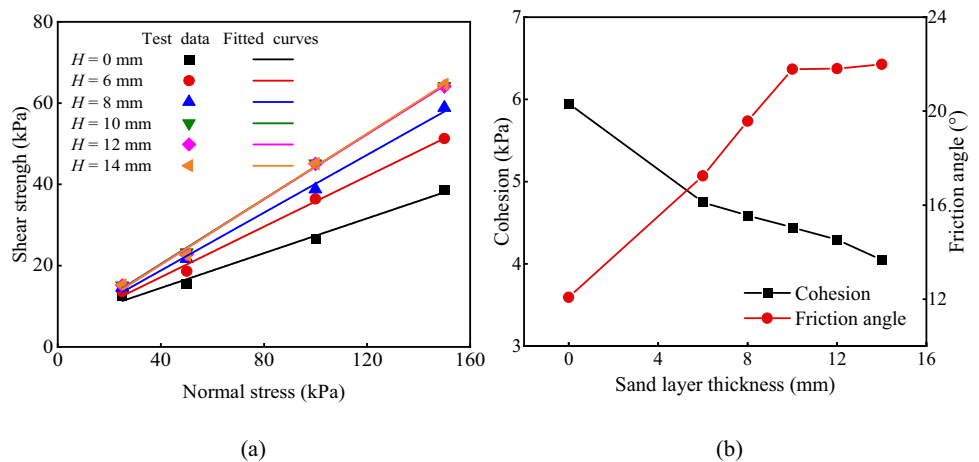 80
60
40
20
0
0
40
80
120
160
Shear strengh (kPa)
Normal stress (kPa)
Test data Fitted curves
H = 0 mm
H = 6 mm
H = 8 mm
H = 10 mm
H = 12 mm
H = 14 mm
(a)
7
6
5
4
3
24
20
16
12
0
4
8
12
16
Cohesion (kPa)
Friction angle (°)
Cohesion
Friction angle
Sand layer thickness (mm)
(b)